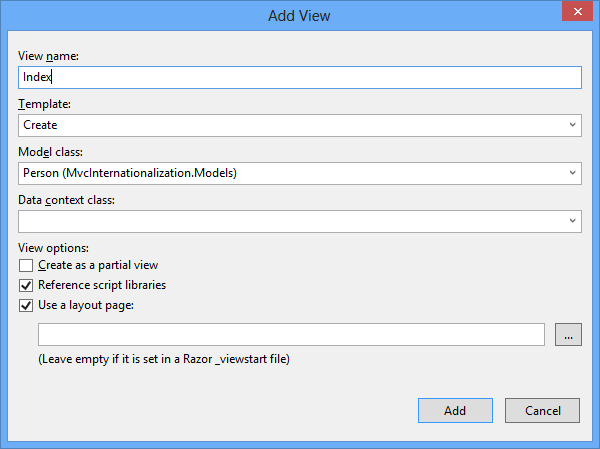 Add View
View name:
Index
Template:
Create
Model class:
Person (MvcInternationalization.Models)
Data context class:
View options:
Create as a partial view
Reference script libraries
Use a layout page:
...
(Leave empty if it is set in a Razor _viewstart file)
Add
Cancel